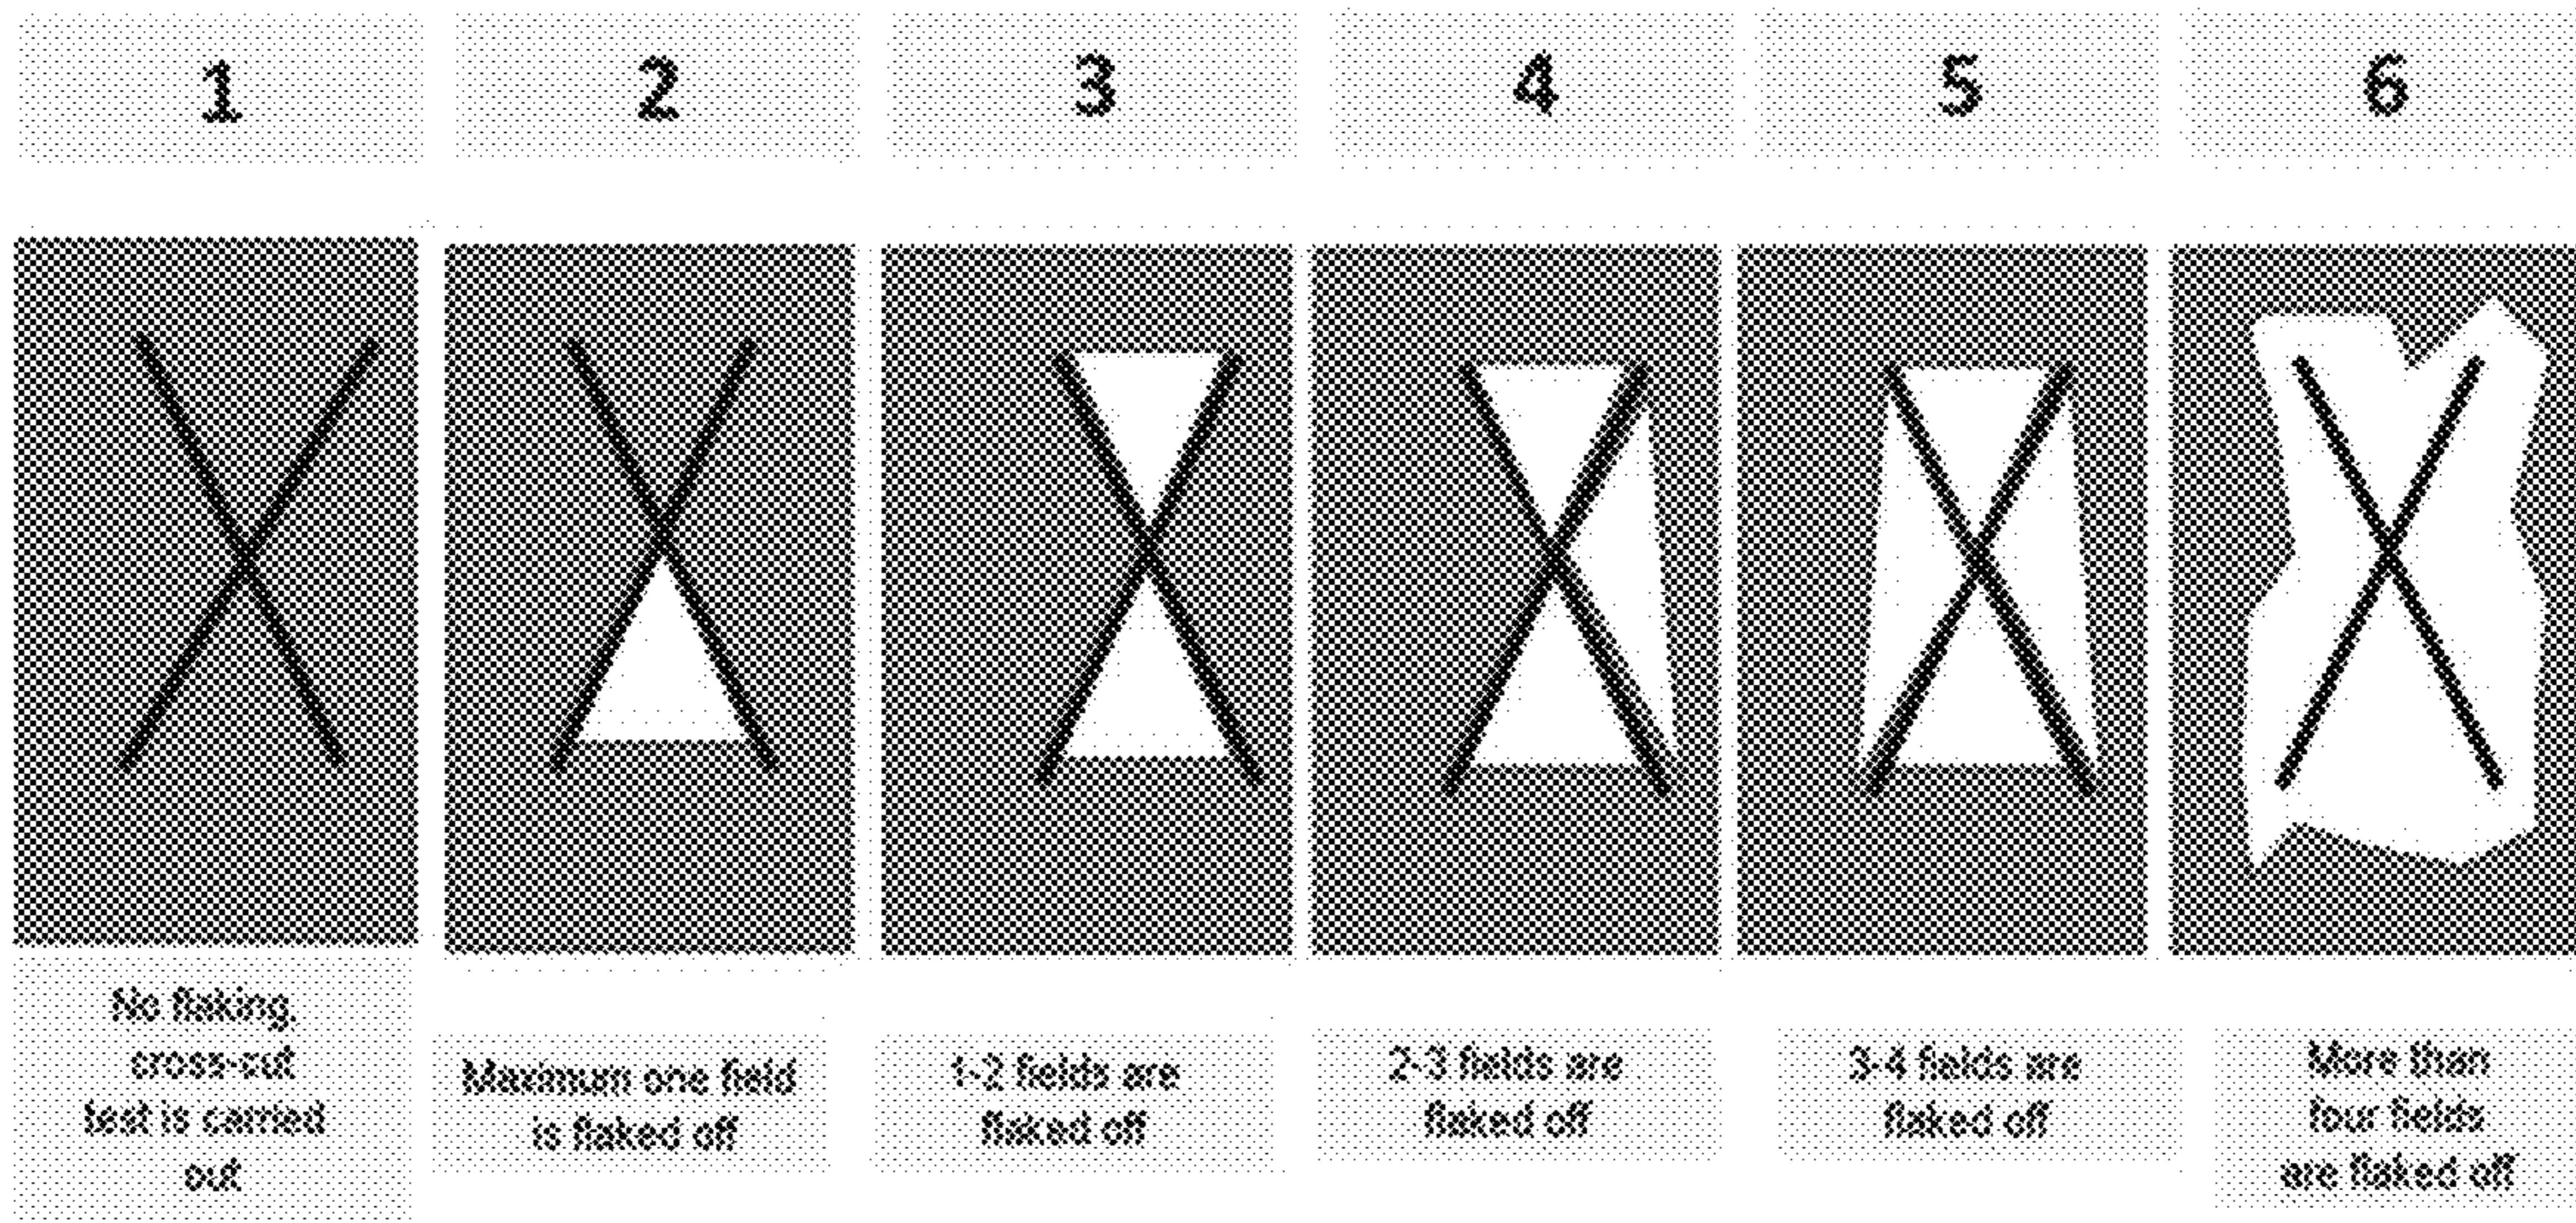 1
2
3
4
5
6
No flaking,
cross-cut
test is carried
out
Maximum one field
is flaked off
1-2 fields are
flaked off
2-3 fields are
flaked off
3-4 fields are
flaked off
More than
four fields
are flaked off